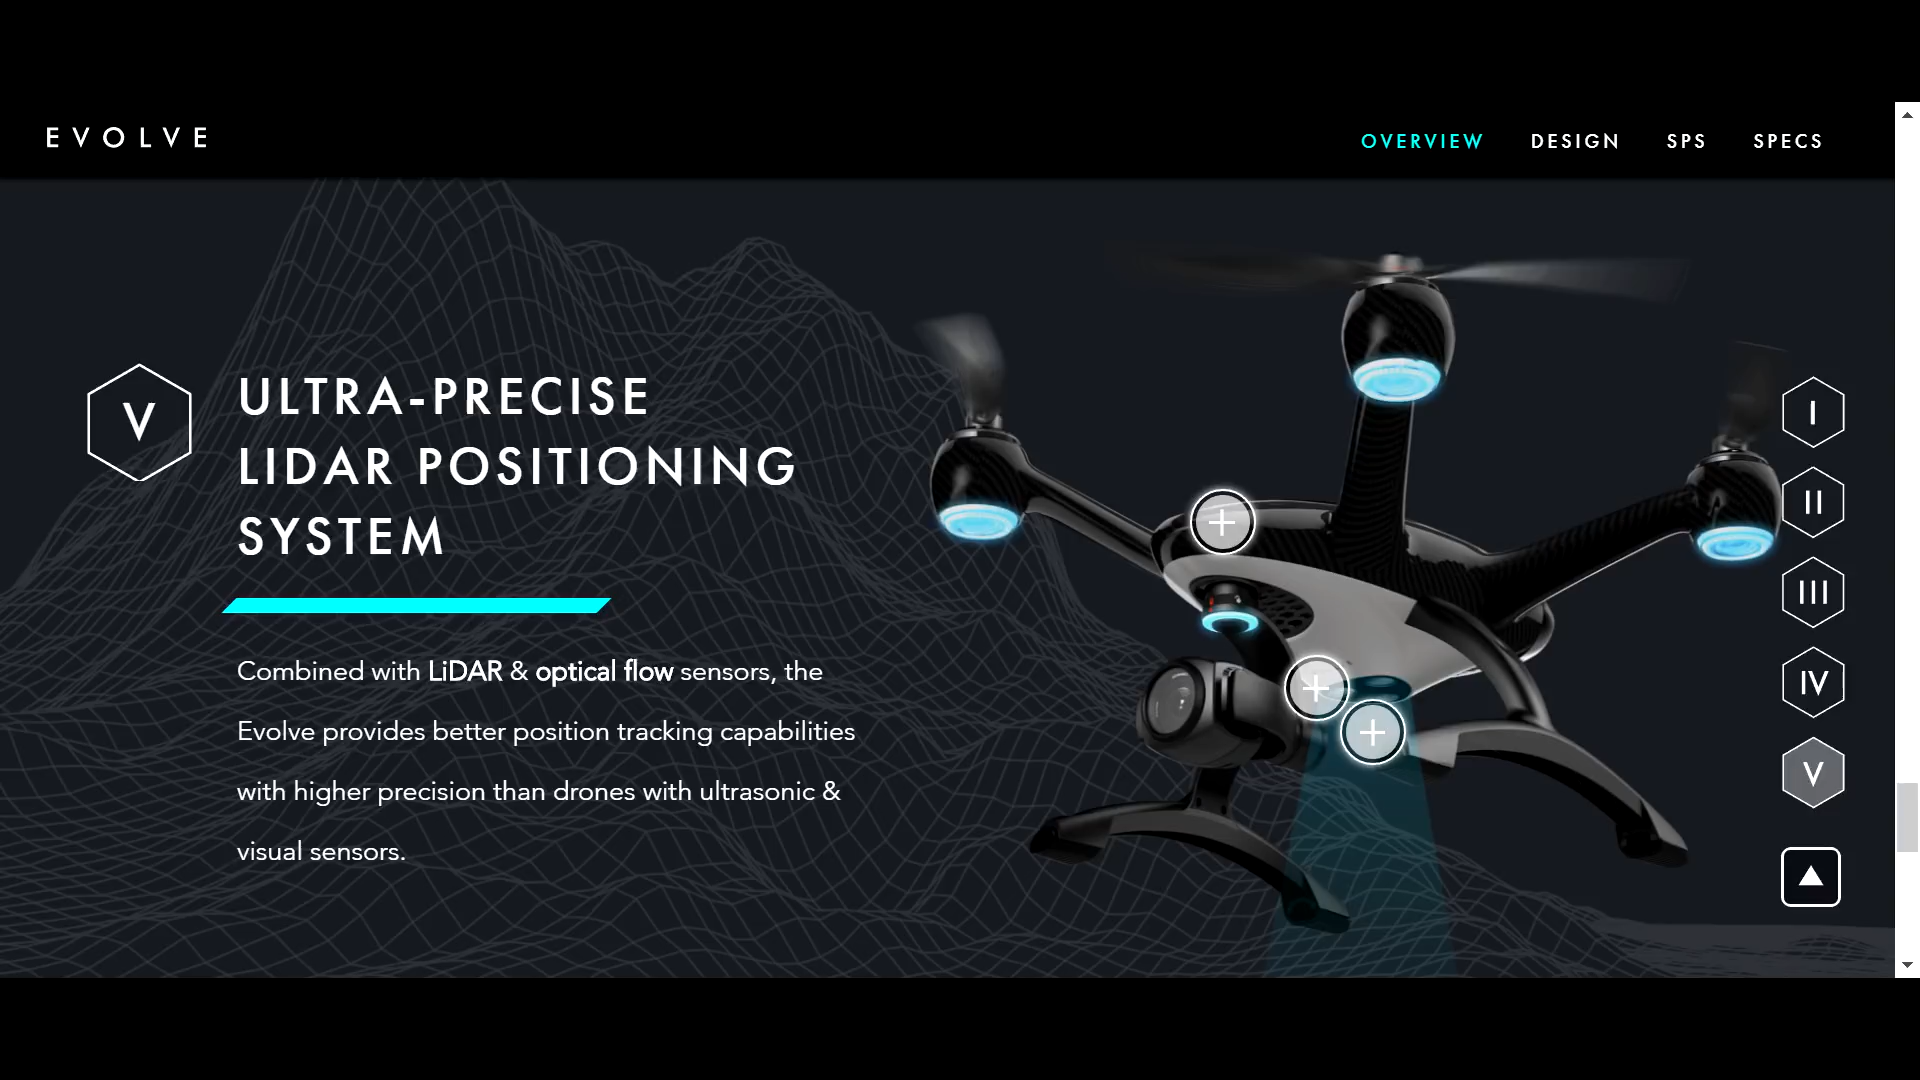 EVOLVE
OVERVIEW DESIGN SPS SPECS
V
ULTRA-PRECISE
LIDAR POSITIONING
SYSTEM
Combined with LiDAR & optical flow sensors, the
Evolve provides better position tracking capabilities
with higher precision than drones with ultrasonic &
visual sensors.
I
II
III
IV
V